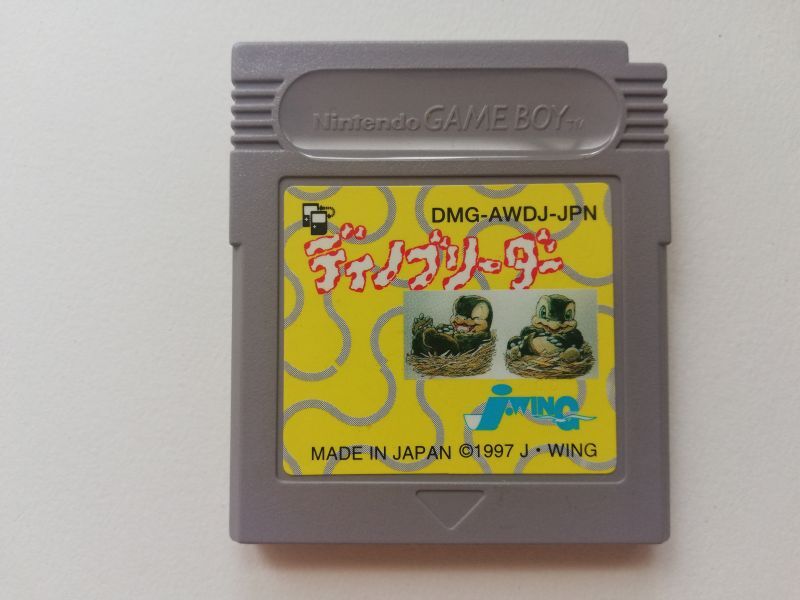 Nintendo GAME BOY TM
DMG-AWDJ-JPN
ディノブリーダー
J·WING
MADE IN JAPAN ©1997 J・WING